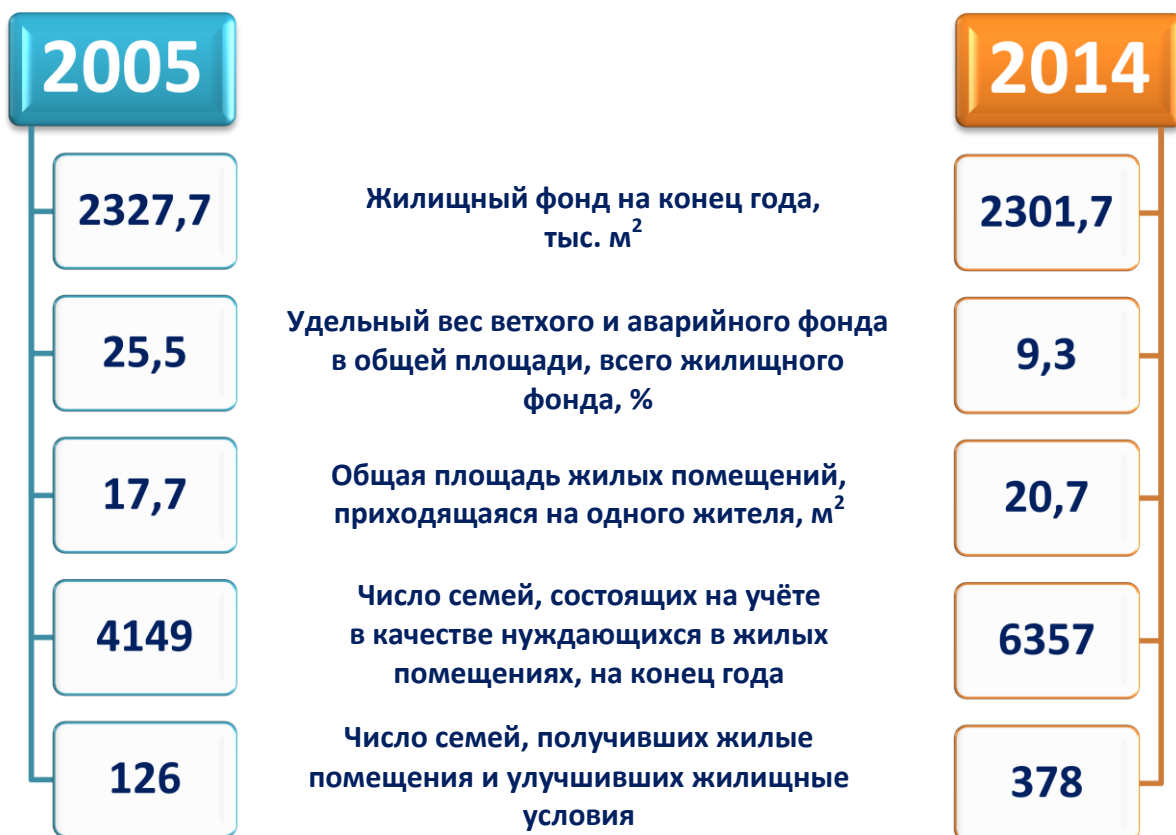 2005
2014
2327,7
Жилищный фонд на конец года,
тыс. м²
2301,7
25,5
Удельный вес ветхого и аварийного фонда
в общей площади, всего жилищного
фонда, %
9,3
17,7
Общая площадь жилых помещений,
приходящаяся на одного жителя, м²
20,7
4149
Число семей, состоящих на учёте
в качестве нуждающихся в жилых
помещениях, на конец года
6357
126
Число семей, получивших жилые
помещения и улучшивших жилищные
условия
378